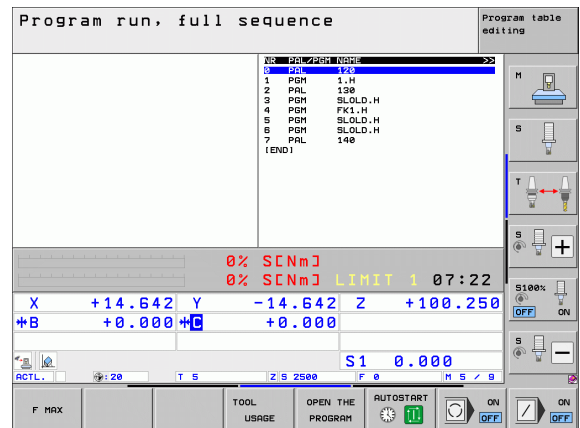 Program run, full sequence
Program table
editing
NR PAL/PGM NAME >>
0 PAL 120
1 PGM 1.H
2 PAL 130
3 PGM SLOLD.H
4 PGM FK1.H
5 PGM SLOLD.H
6 PGM SLOLD.H
7 PAL 140
[END]
M
S
T
S
+
S100%
OFF ON
S
−
0% S[Nm]
0% S[Nm] LIMIT 1 07:22
X +14.642 Y -14.642 Z +100.250
B +0.000 C +0.000
S1 0.000
ACTL. : 20 T 5 Z S 2500 F 0 M 5 / 9
F MAX
TOOL
USAGE
OPEN THE
PROGRAM
AUTOSTART
ON
OFF
ON
OFF